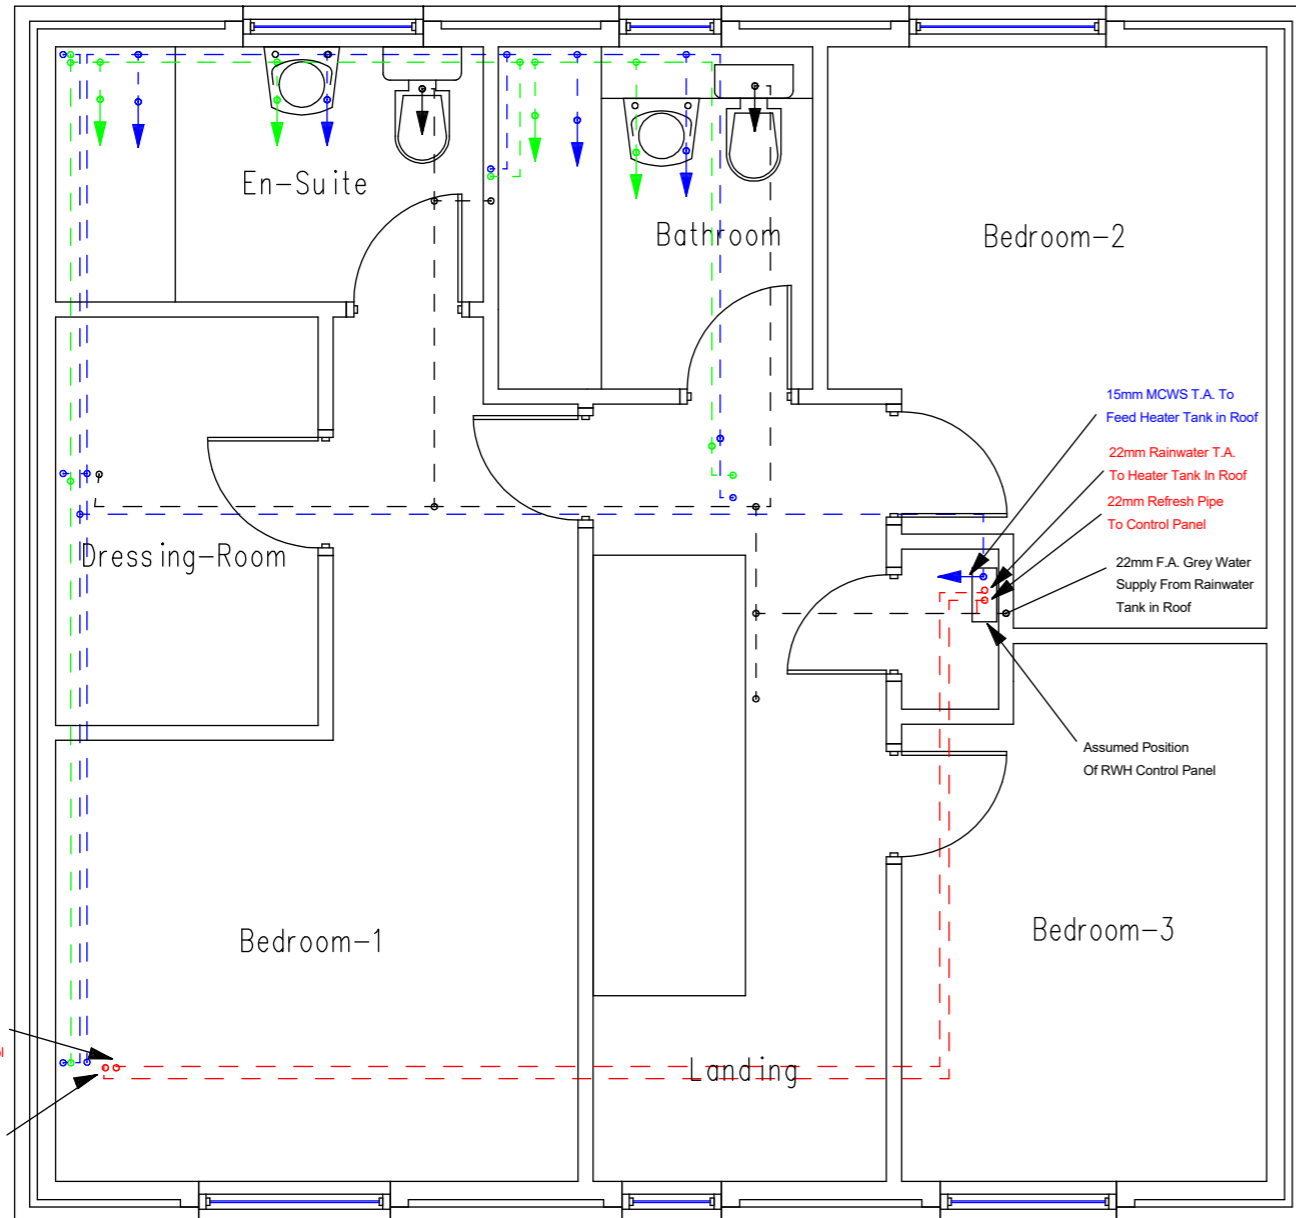 En-Suite
Bathroom
Bedroom-2
15mm MCWS T.A. To
Feed Heater Tank in Roof
22mm Rainwater T.A.
To Heater Tank In Roof
22mm Refresh Pipe
To Control Panel
Dressing-Room
22mm F.A. Grey Water
Supply From Rainwater
Tank in Roof
Assumed Position
Of RWH Control Panel
Bedroom-1
Bedroom-3
Landing